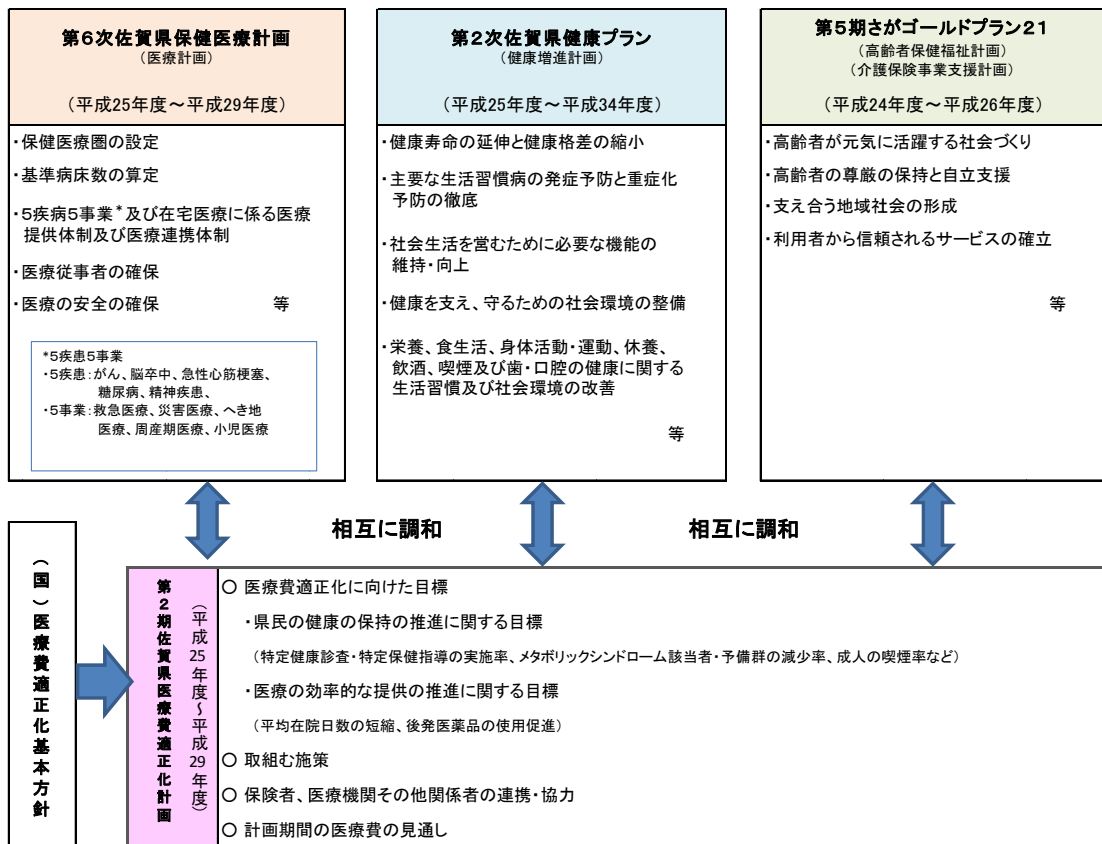 第6次佐賀県保健医療計画
(医療計画)
(平成25年度～平成29年度)
・保健医療圏の設定
・基準病床数の算定
・5疾病5事業*及び在宅医療に係る医療
提供体制及び医療連携体制
・医療従事者の確保
・医療の安全の確保 等
*5疾患5事業
・5疾患:がん、脳卒中、急性心筋梗塞、
糖尿病、精神疾患、
・5事業:救急医療、災害医療、へき地
医療、周産期医療、小児医療
第2次佐賀県健康プラン
(健康増進計画)
(平成25年度～平成34年度)
・健康寿命の延伸と健康格差の縮小
・主要な生活習慣病の発症予防と重症化
予防の徹底
・社会生活を営むために必要な機能の
維持・向上
・健康を支え、守るための社会環境の整備
・栄養、食生活、身体活動・運動、休養、
飲酒、喫煙及び歯・口腔の健康に関する
生活習慣及び社会環境の改善
等
第5期さがゴールドプラン21
(高齢者保健福祉計画)
(介護保険事業支援計画)
(平成24年度～平成26年度)
・高齢者が元気に活躍する社会づくり
・高齢者の尊厳の保持と自立支援
・支え合う地域社会の形成
・利用者から信頼されるサービスの確立
等
相互に調和
相互に調和
(国)医療費適正化基本方針
第2期佐賀県医療費適正化計画
(平成25年度～平成29年度)
○ 医療費適正化に向けた目標
・県民の健康の保持の推進に関する目標
(特定健康診査・特定保健指導の実施率、メタボリックシンドローム該当者・予備群の減少率、成人の喫煙率など)
・医療の効率的な提供の推進に関する目標
(平均在院日数の短縮、後発医薬品の使用促進)
○ 取組む施策
○ 保険者、医療機関その他関係者の連携・協力
○ 計画期間の医療費の見通し